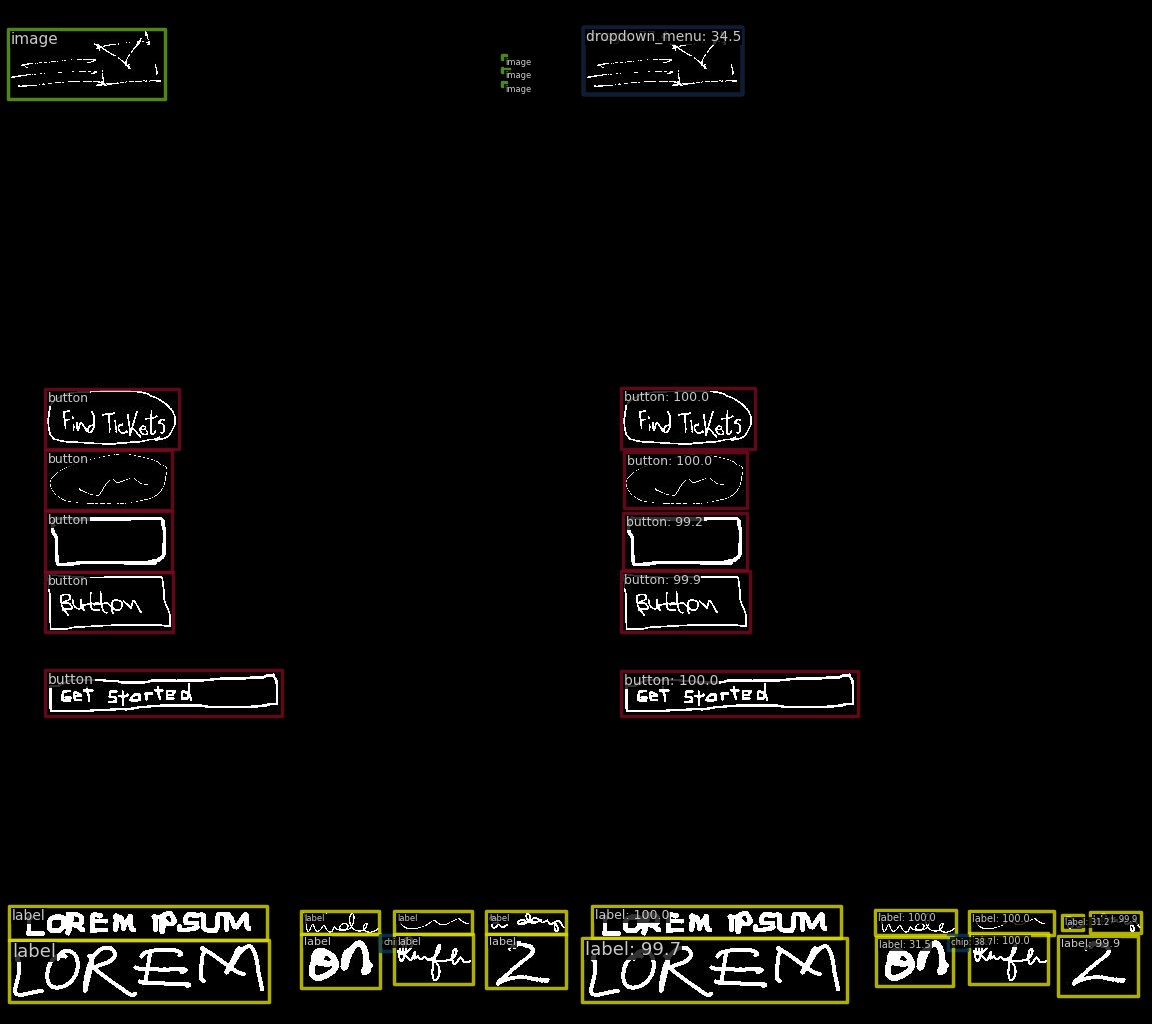 image
image
image
image
dropdown_menu: 34.5
button
Find Tickets
button: 100.0
Find Tickets
button
button: 100.0
button
button: 99.2
button
Button
button: 99.9
Button
button
Get Started
button: 100.0
Get Started
label
LOREM IPSUM
label
label
label
label: 100.0
LOREM IPSUM
label: 100.0
label: 100.0
label: 31.2
99.9
label
LOREM
label
on
chi
label
label
2
label: 99.7
LOREM
label: 31.5
on
chip: 38.7
100.0
label: 99.9
2